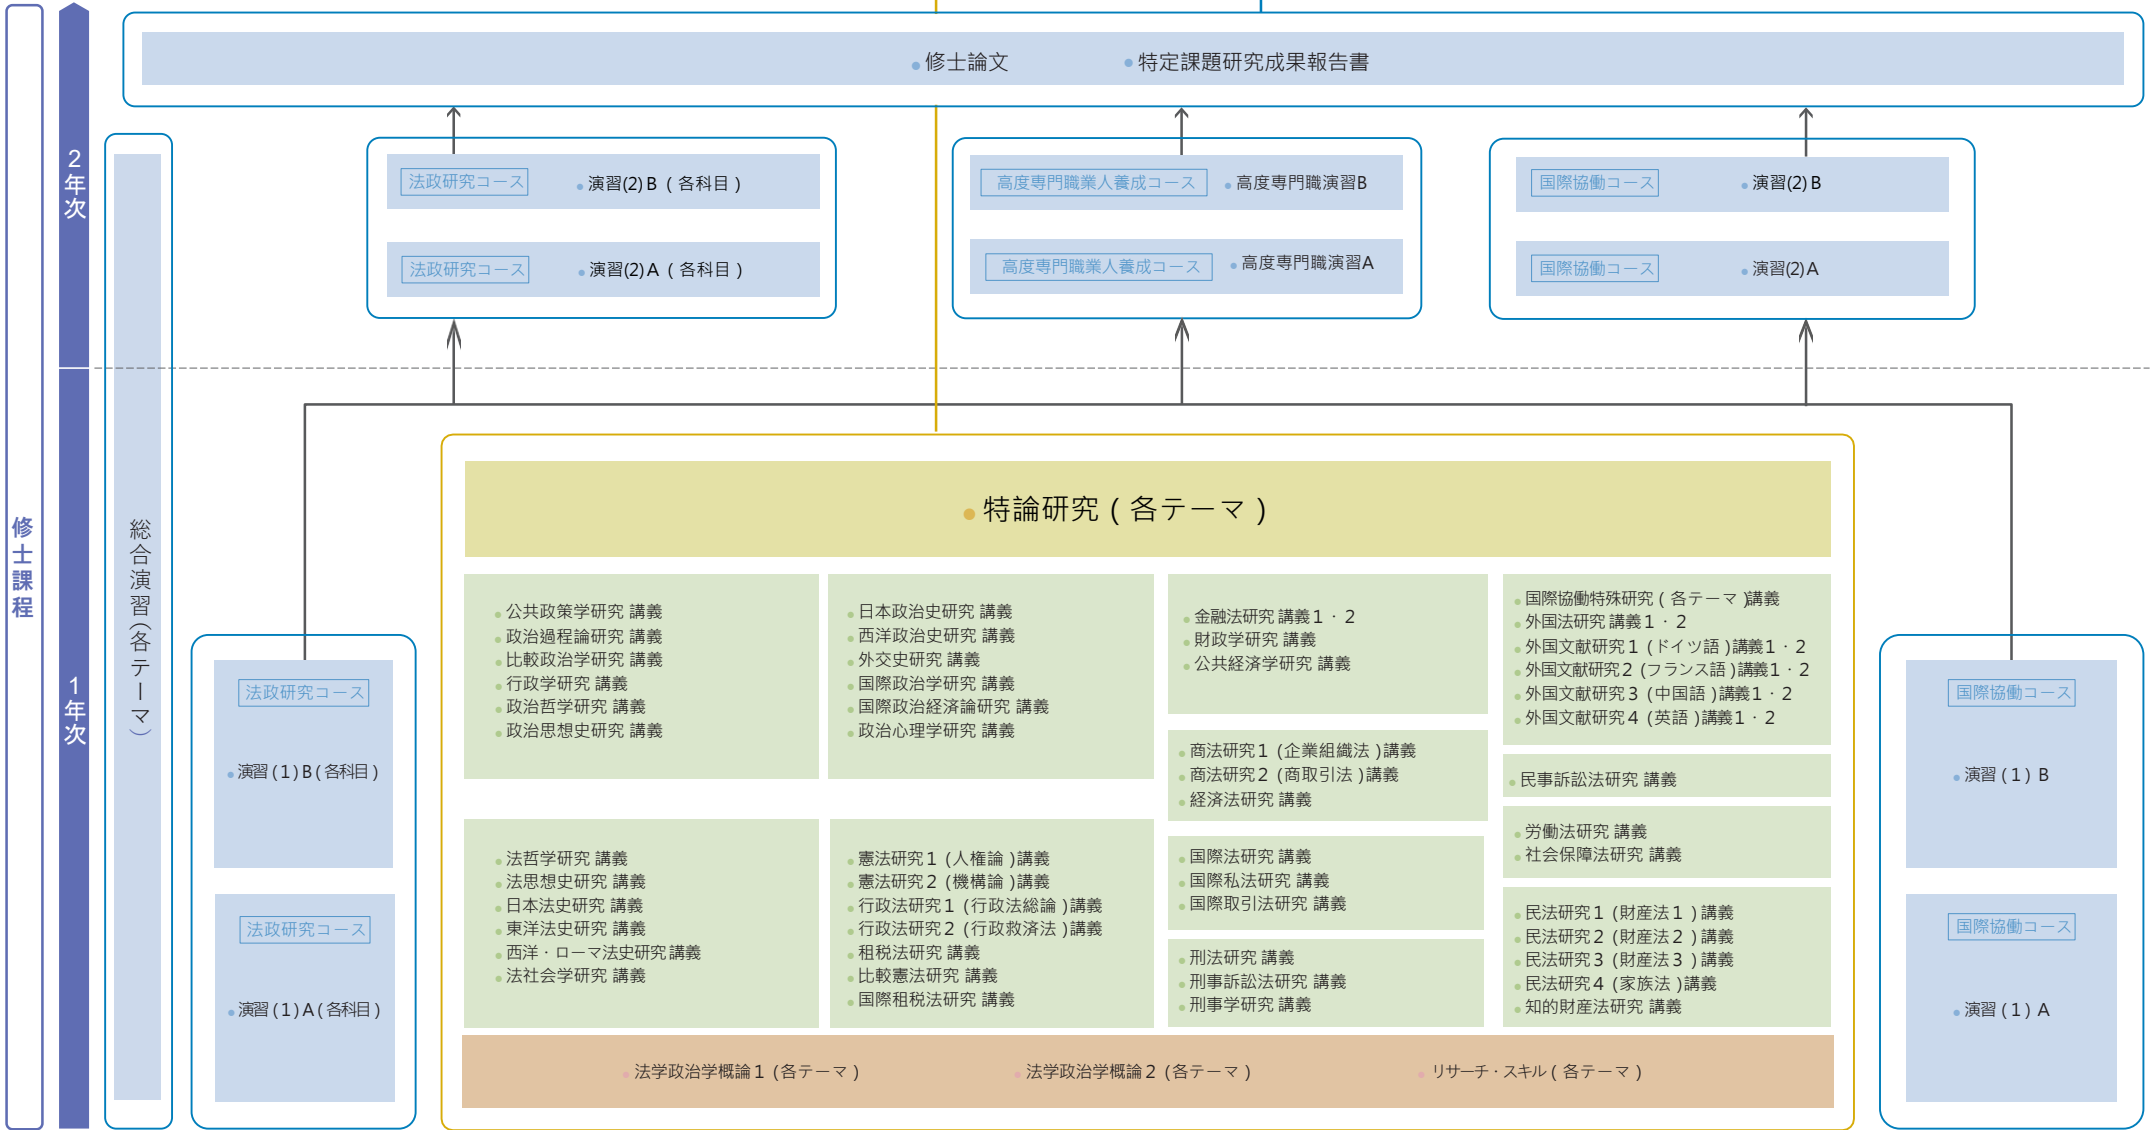 修士課程
2年次
1年次
総合演習(各テーマ)
修士論文
特定課題研究成果報告書
法政研究コース
演習(2)B(各科目)
法政研究コース
演習(2)A(各科目)
高度専門職業人養成コース
高度専門職演習B
高度専門職業人養成コース
高度専門職演習A
国際協働コース
演習(2)B
国際協働コース
演習(2)A
法政研究コース
演習(1)B(各科目)
法政研究コース
演習(1)A(各科目)
特論研究(各テーマ)
公共政策学研究 講義
政治過程論研究 講義
比較政治学研究 講義
行政学研究 講義
政治哲学研究 講義
政治思想史研究 講義
日本政治史研究 講義
西洋政治史研究 講義
外交史研究 講義
国際政治学研究 講義
国際政治経済論研究 講義
政治心理学研究 講義
金融法研究 講義1・2
財政学研究 講義
公共経済学研究 講義
国際協働特殊研究(各テーマ)講義
外国法研究 講義1・2
外国文献研究1(ドイツ語)講義1・2
外国文献研究2(フランス語)講義1・2
外国文献研究3(中国語)講義1・2
外国文献研究4(英語)講義1・2
商法研究1(企業組織法)講義
商法研究2(商取引法)講義
経済法研究 講義
民事訴訟法研究 講義
労働法研究 講義
社会保障法研究 講義
法哲学研究 講義
法思想史研究 講義
日本法史研究 講義
東洋法史研究 講義
西洋・ローマ法史研究 講義
法社会学研究 講義
憲法研究1(人権論)講義
憲法研究2(機構論)講義
行政法研究1(行政法総論)講義
行政法研究2(行政救済法)講義
租税法研究 講義
比較憲法研究 講義
国際租税法研究 講義
国際法研究 講義
国際私法研究 講義
国際取引法研究 講義
刑法研究 講義
刑事訴訟法研究 講義
刑事学研究 講義
民法研究1(財産法1)講義
民法研究2(財産法2)講義
民法研究3(財産法3)講義
民法研究4(家族法)講義
知的財産法研究 講義
法学政治学概論1(各テーマ)
法学政治学概論2(各テーマ)
リサーチ・スキル(各テーマ)
国際協働コース
演習(1)B
国際協働コース
演習(1)A